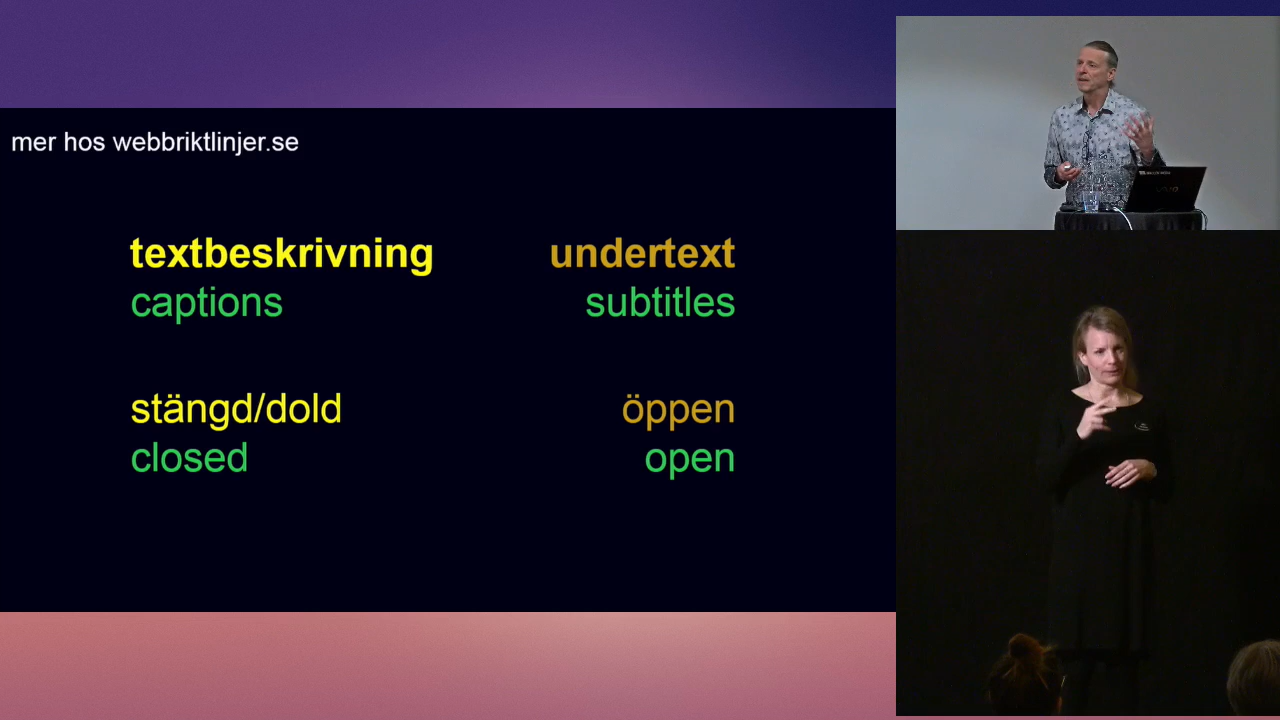 mer hos webbriktlinjer.se
textbeskrivning undertext
captions subtitles
stängd/dold öppen
closed open